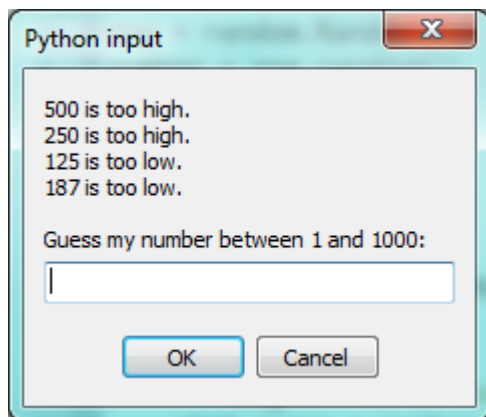 Python input
500 is too high.
250 is too high.
125 is too low.
187 is too low.
Guess my number between 1 and 1000:
OK
Cancel